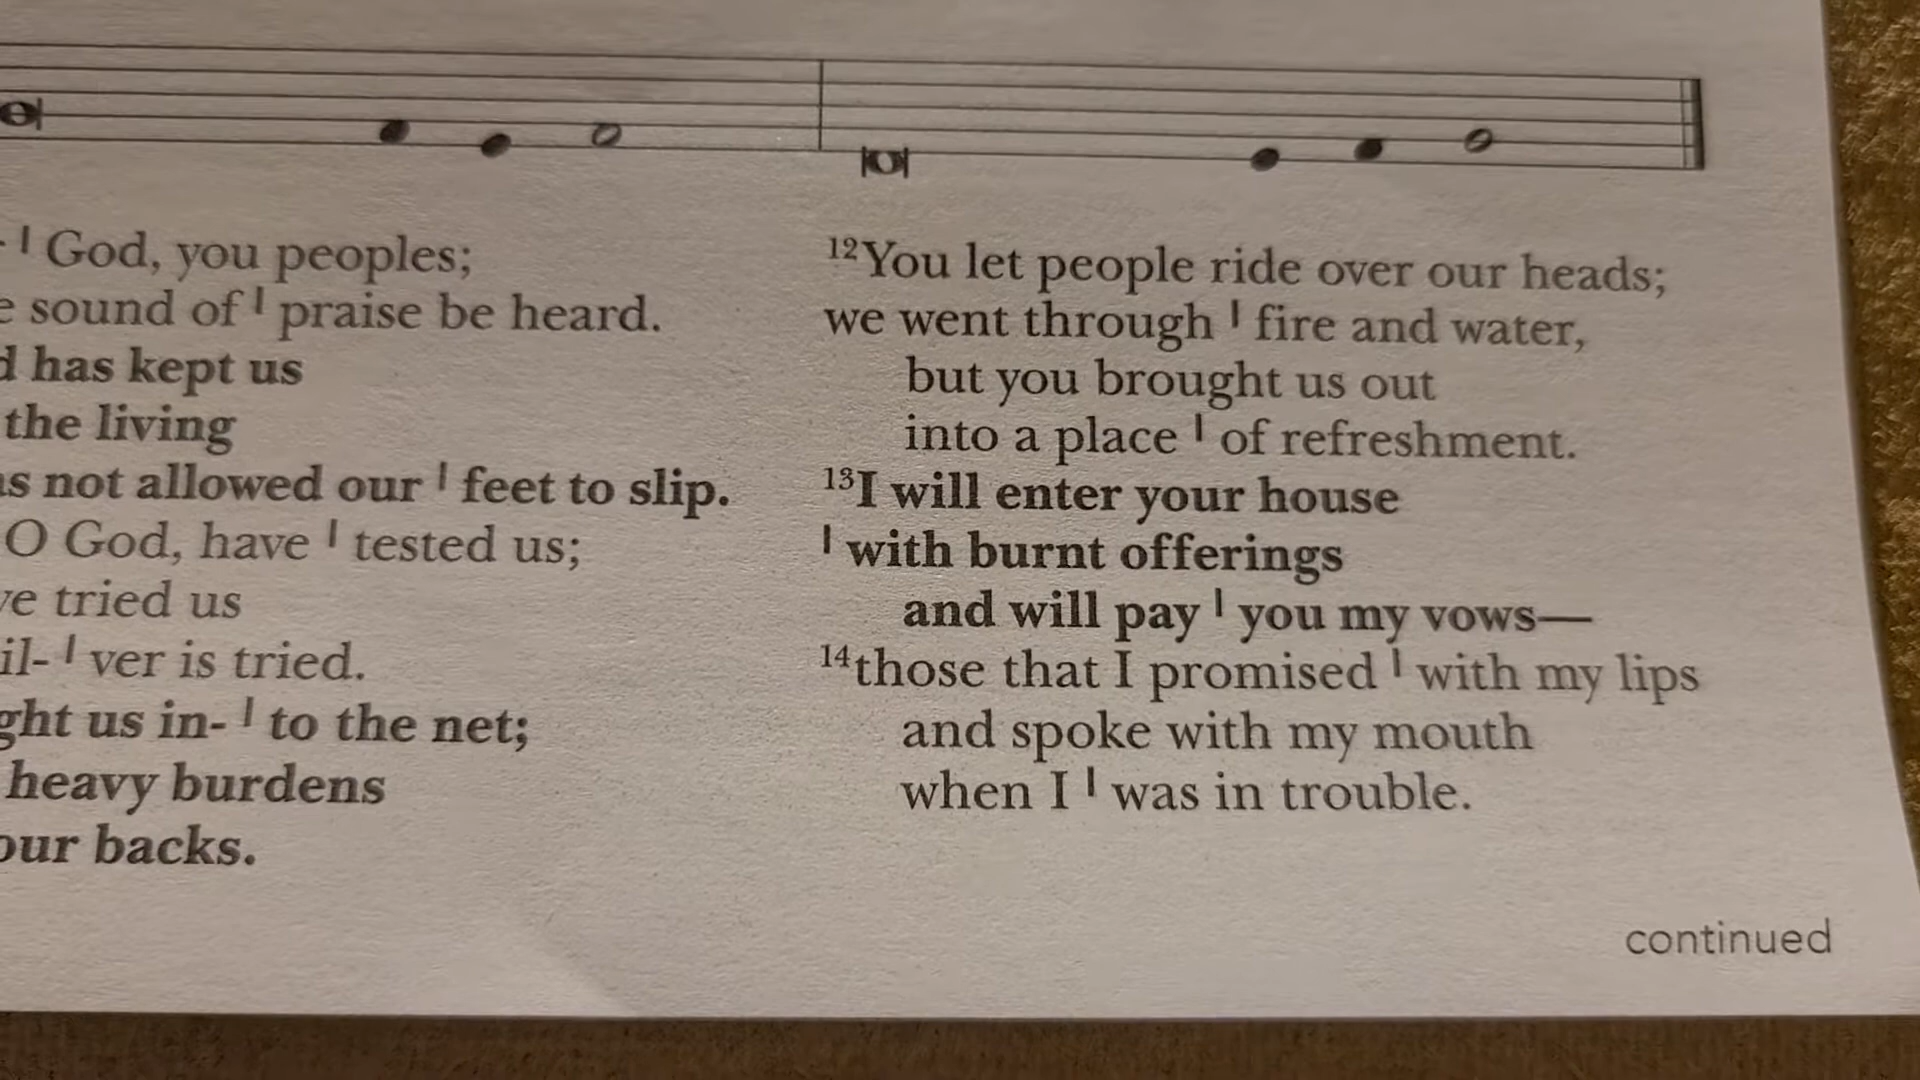 - | God, you peoples;
sound of | praise be heard.
has kept us
the living
not allowed our | feet to slip.
O God, have | tested us;
tried us
ver is tried.
us in- | to the net;
heavy burdens
backs.
12You let people ride over our heads;
we went through | fire and water,
but you brought us out
into a place | of refreshment.
13I will enter your house
| with burnt offerings
and will pay | you my vows—
14those that I promised | with my lips
and spoke with my mouth
when I | was in trouble.
continued